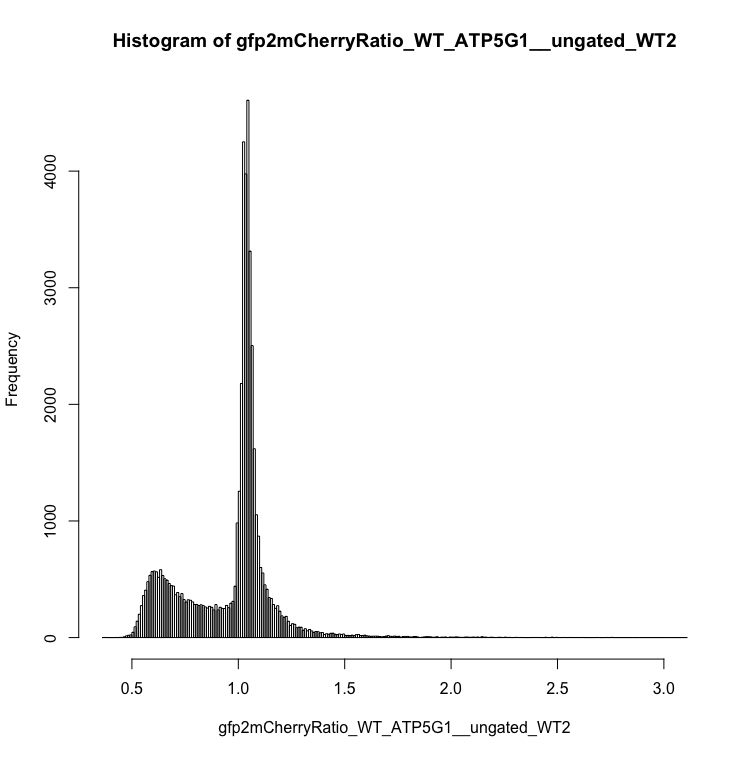 Histogram of gfp2mCherryRatio_WT_ATP5G1__ungated_WT2
4000
3000
2000
1000
0
Frequency
0.5 1.0 1.5 2.0 2.5 3.0
gfp2mCherryRatio_WT_ATP5G1__ungated_WT2